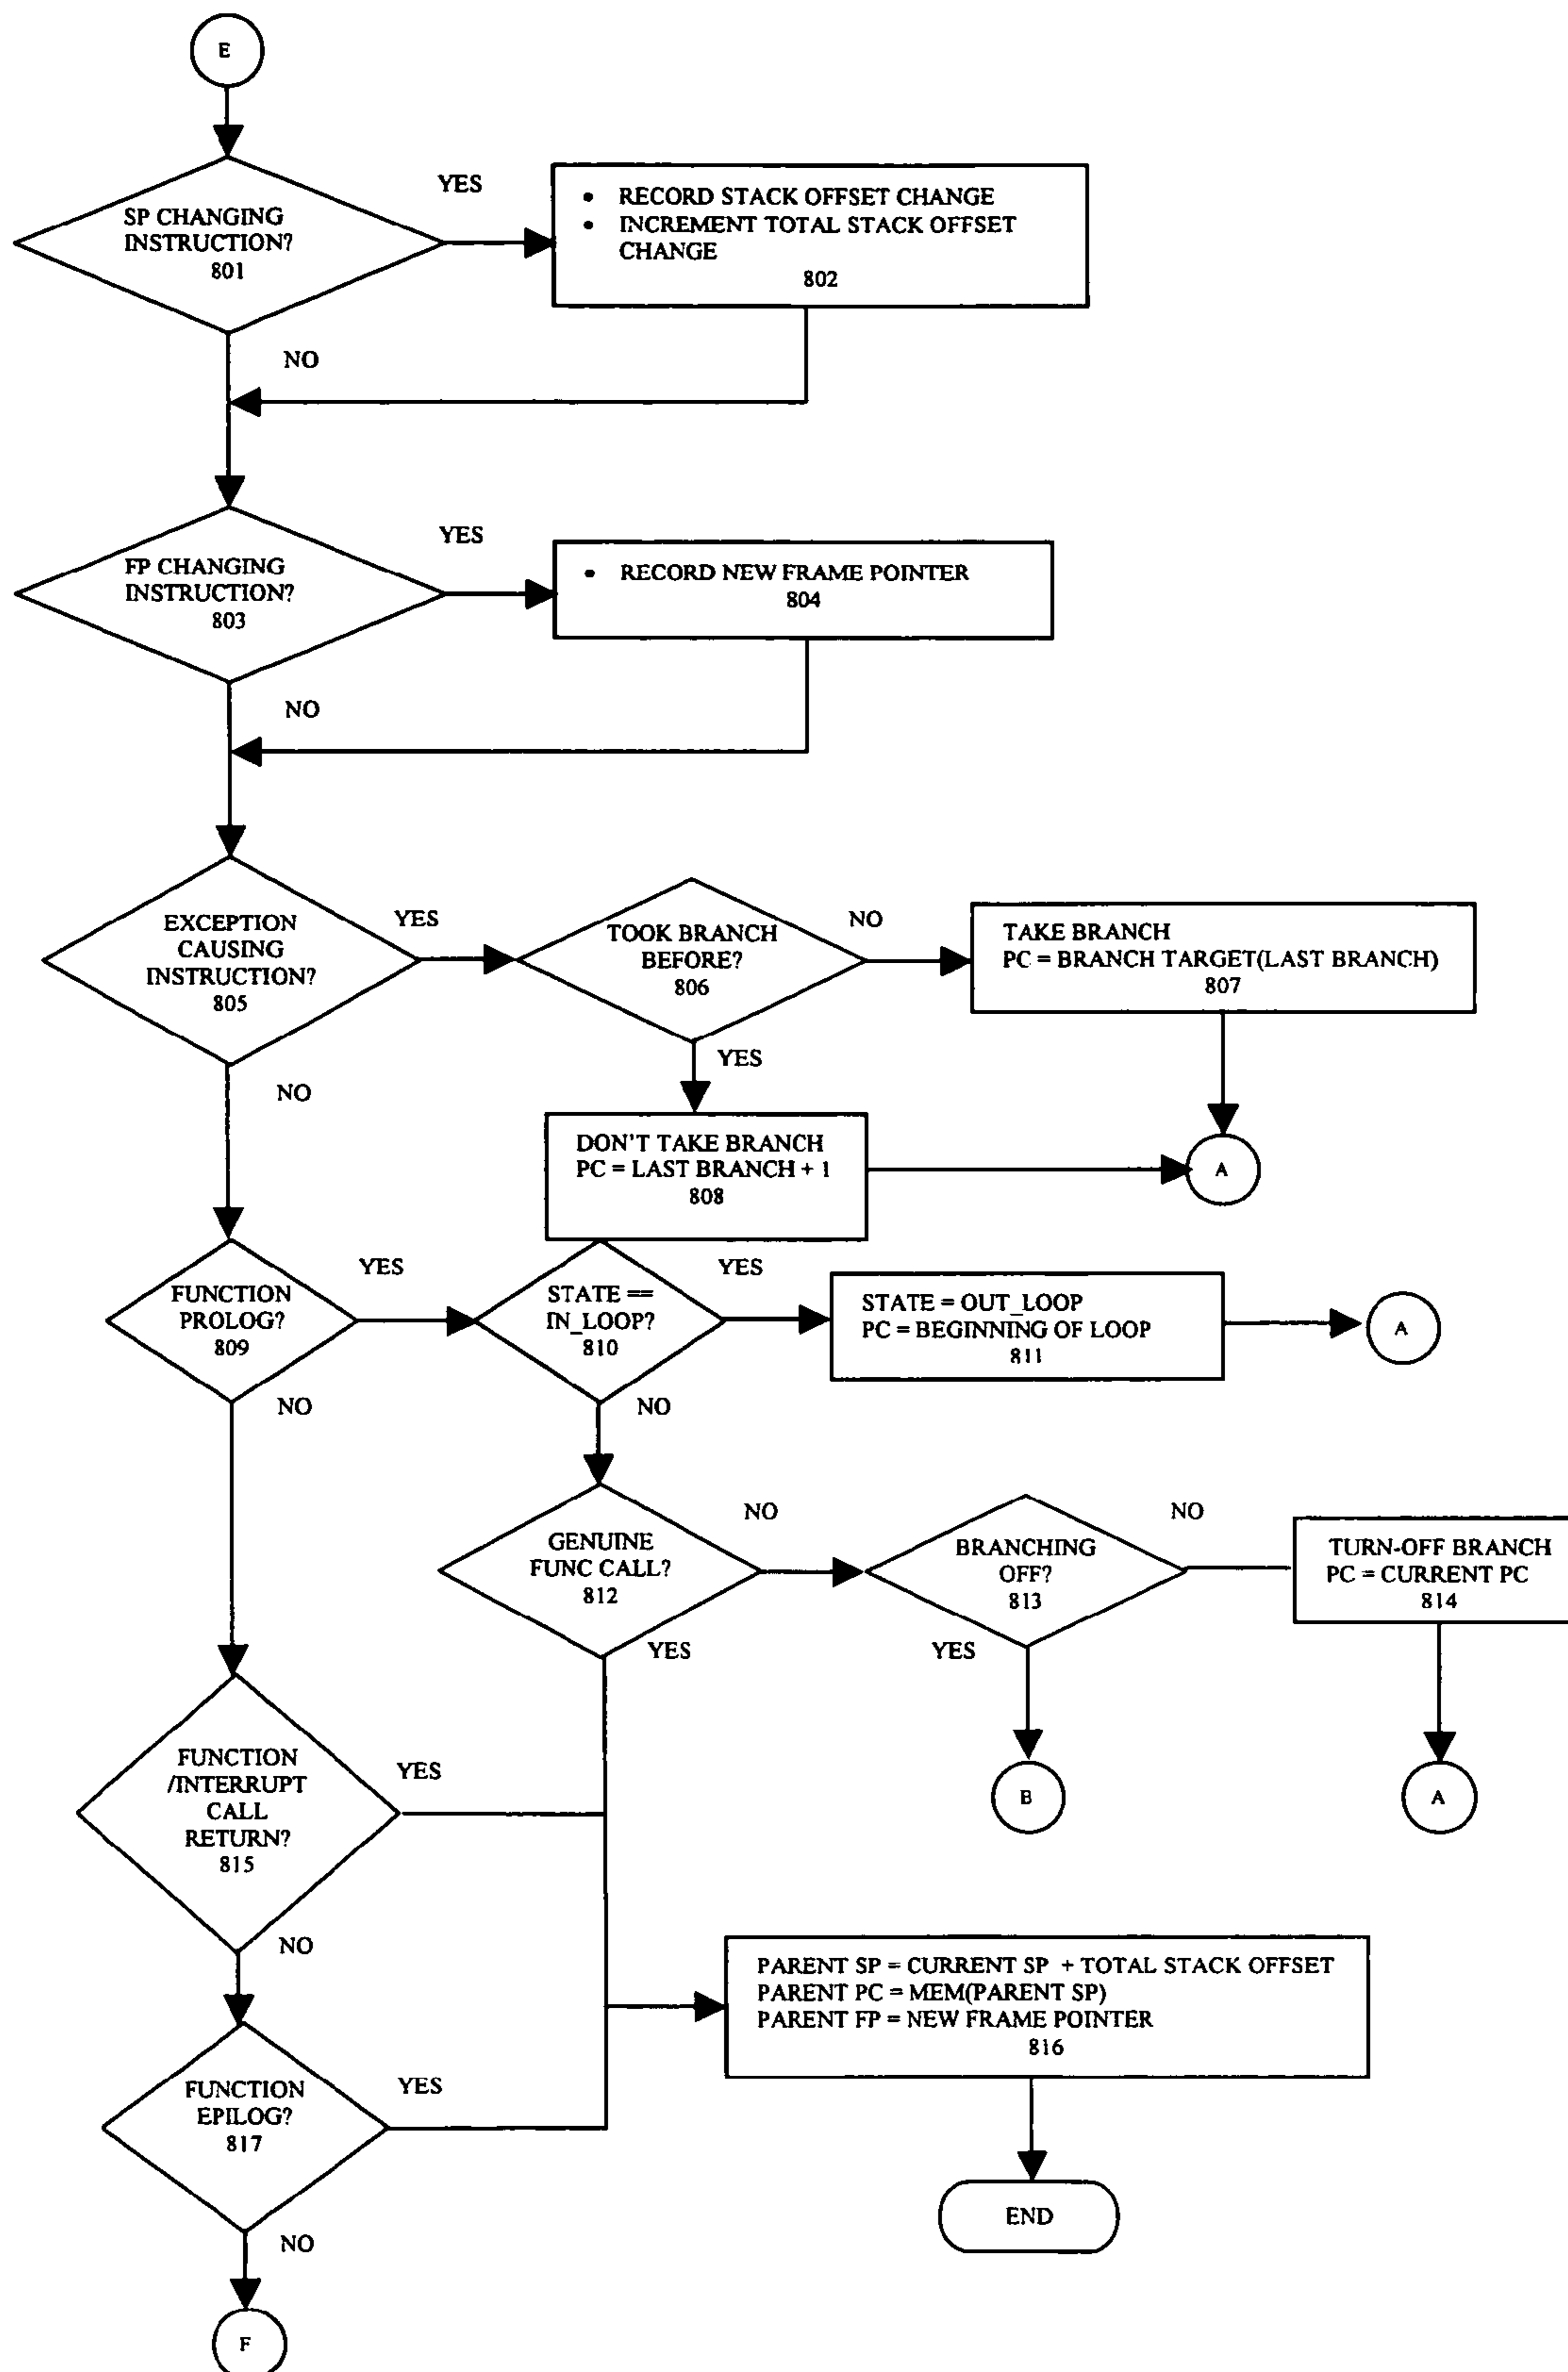 E
SP CHANGING
INSTRUCTION?
801
YES
• RECORD STACK OFFSET CHANGE
• INCREMENT TOTAL STACK OFFSET
CHANGE
802
NO
FP CHANGING
INSTRUCTION?
803
YES
• RECORD NEW FRAME POINTER
804
NO
EXCEPTION
CAUSING
INSTRUCTION?
805
YES
TOOK BRANCH
BEFORE?
806
NO
TAKE BRANCH
PC = BRANCH TARGET(LAST BRANCH)
807
YES
NO
DON'T TAKE BRANCH
PC = LAST BRANCH + 1
808
A
FUNCTION
PROLOG?
809
YES
STATE ==
IN_LOOP?
810
YES
STATE = OUT_LOOP
PC = BEGINNING OF LOOP
811
A
NO
NO
GENUINE
FUNC CALL?
812
NO
BRANCHING
OFF?
813
NO
TURN-OFF BRANCH
PC = CURRENT PC
814
YES
YES
B
A
FUNCTION
/INTERRUPT
CALL
RETURN?
815
YES
NO
PARENT SP = CURRENT SP + TOTAL STACK OFFSET
PARENT PC = MEM(PARENT SP)
PARENT FP = NEW FRAME POINTER
816
FUNCTION
EPILOG?
817
YES
END
NO
F